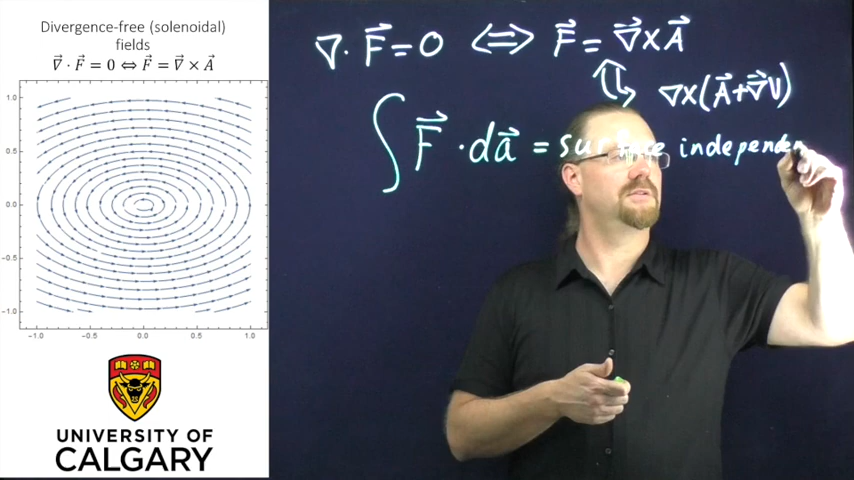 Divergence-free (solenoidal)
fields
∇⃗ · F⃗ = 0 ⇔ F⃗ = ∇⃗ × A⃗
1.0
0.5
0.0
-0.5
-1.0
-1.0 -0.5 0.0 0.5 1.0
UNIVERSITY OF
CALGARY
∇ · F⃗ = 0 ⇔ F⃗ = ∇⃗ × A⃗
⇕ ∇ × (A⃗ + ∇⃗V)
∫ F⃗ · da⃗ = surface independen